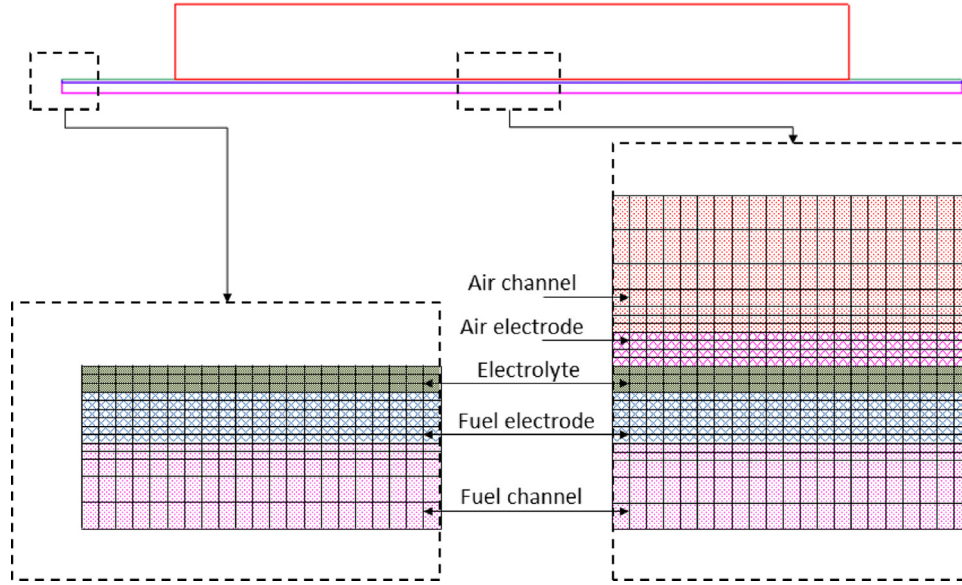 Air channel
Air electrode
Electrolyte
Fuel electrode
Fuel channel